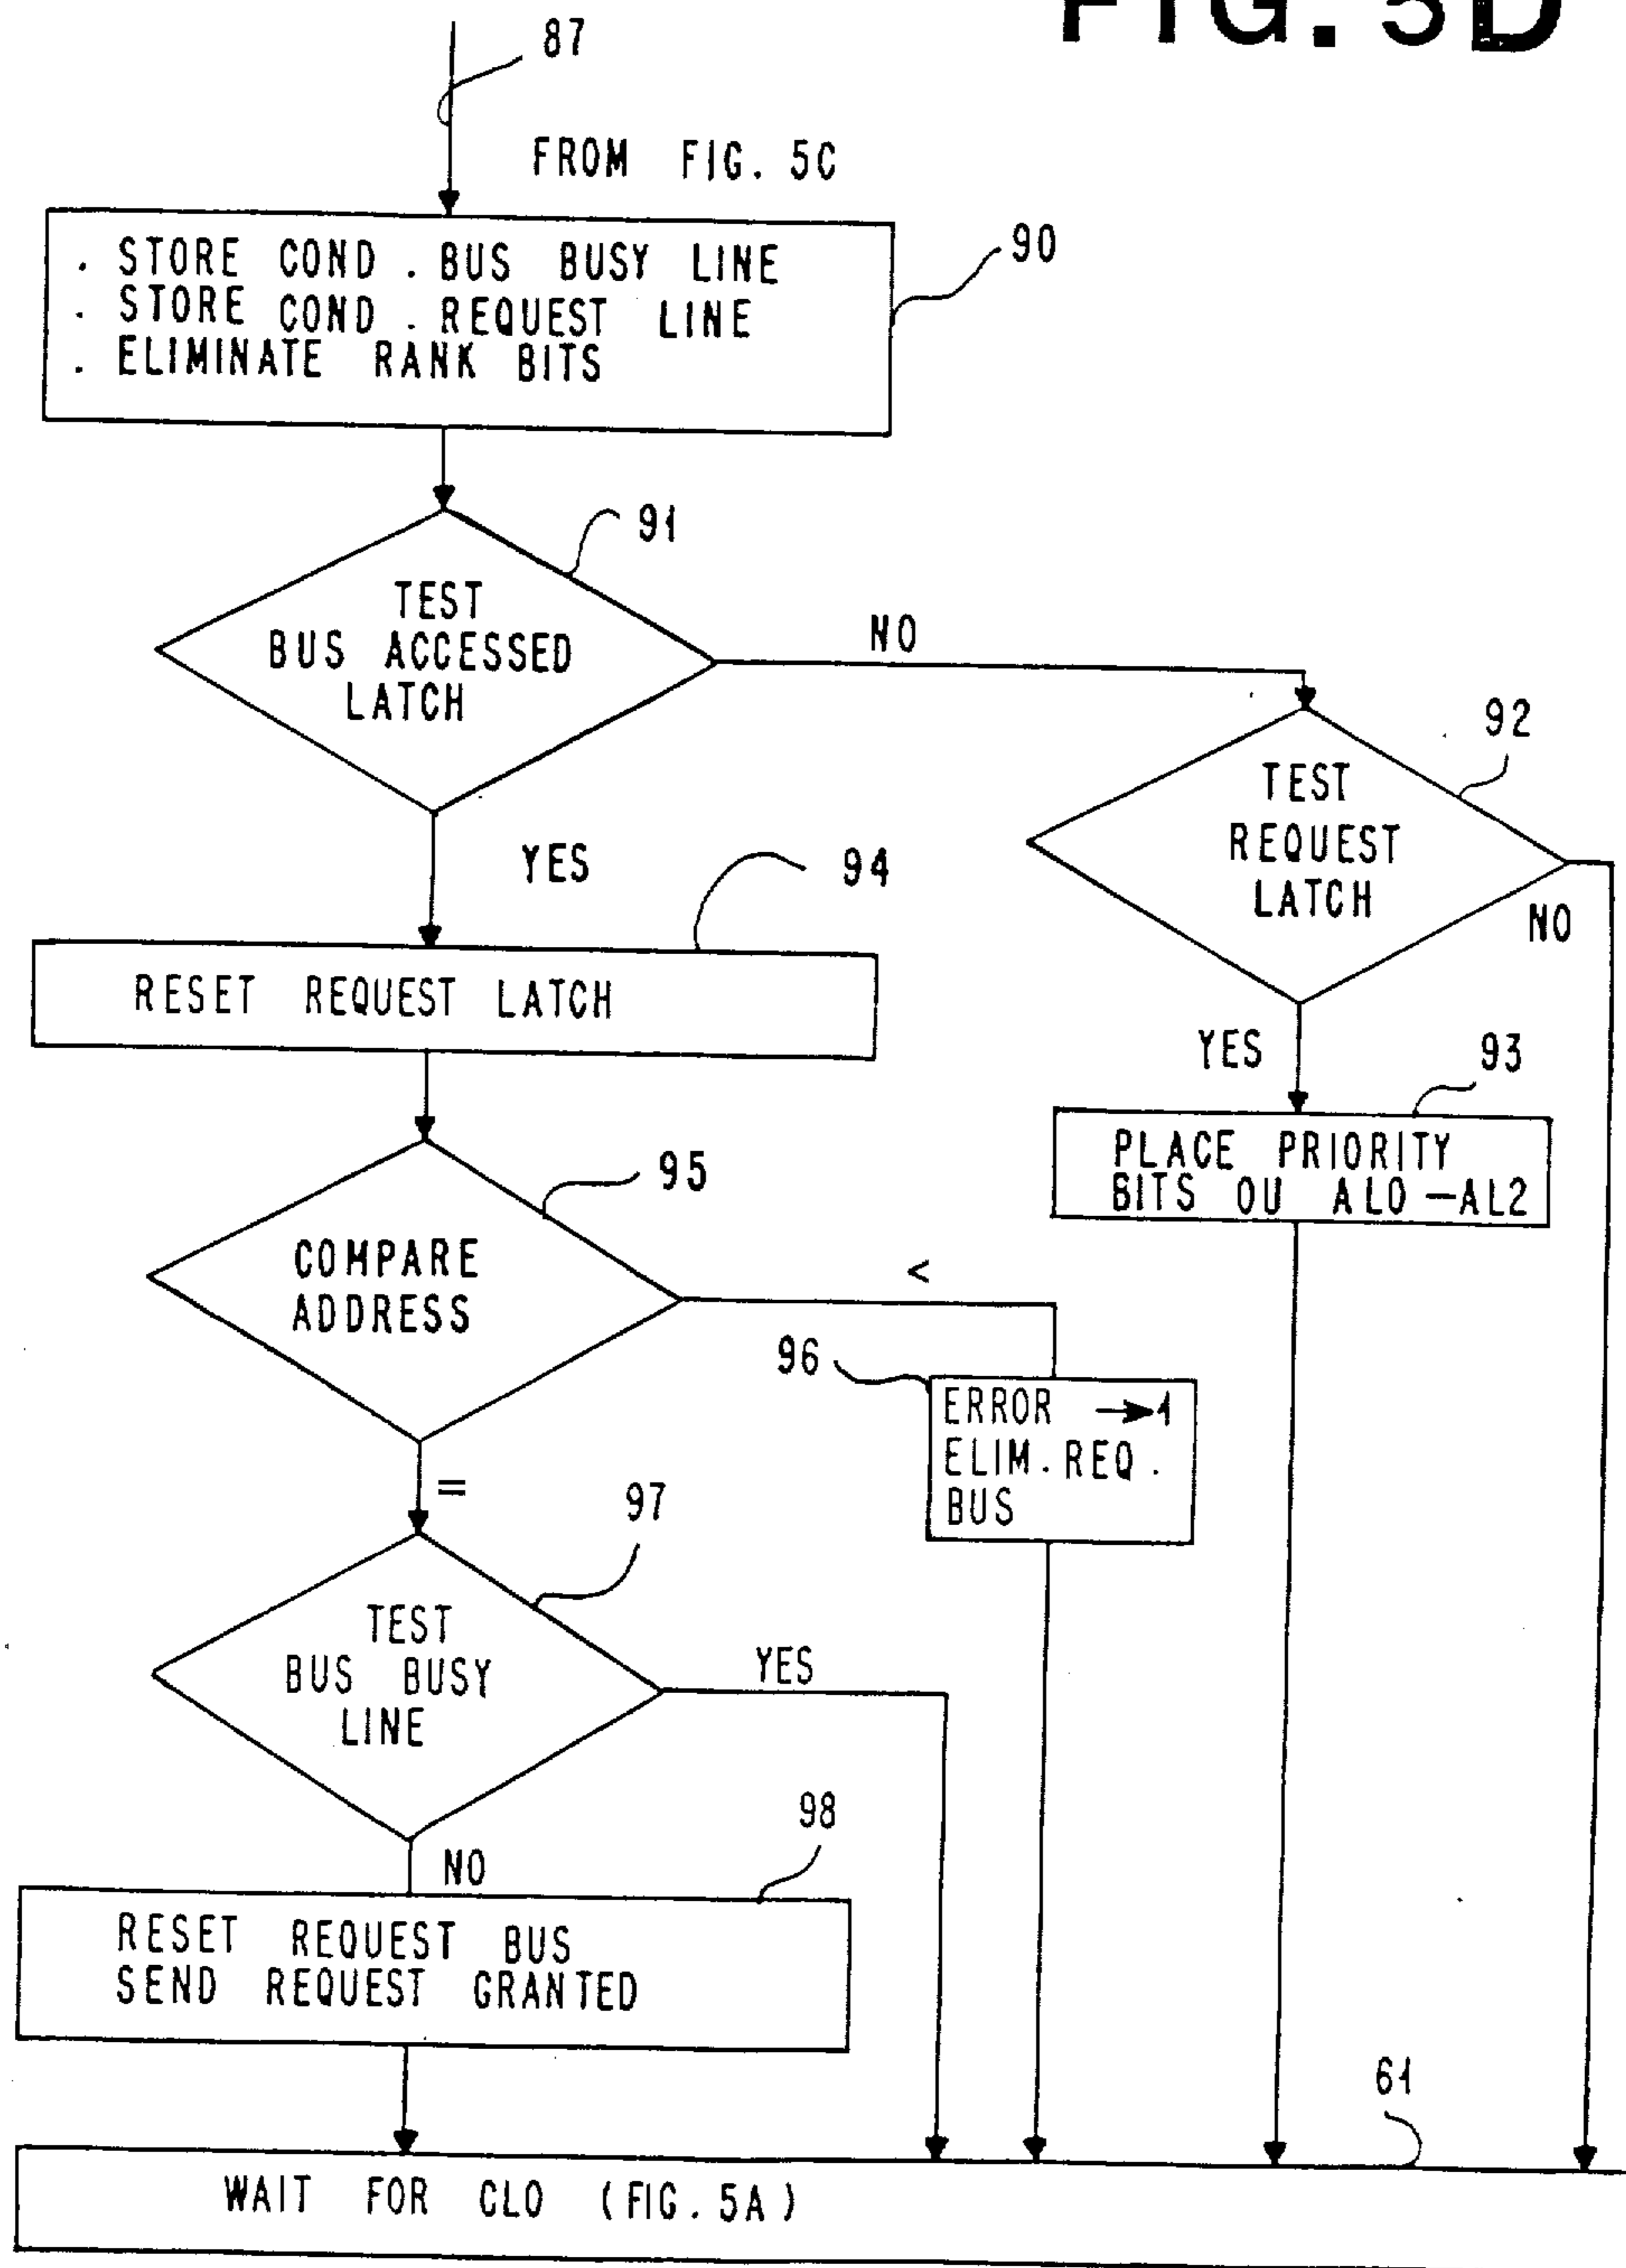 FIG. 5D
87
FROM FIG. 5C
. STORE COND . BUS BUSY LINE
. STORE COND . REQUEST LINE
. ELIMINATE RANK BITS
90
TEST
BUS ACCESSED
LATCH
91
NO
TEST
REQUEST
LATCH
92
NO
YES
94
RESET REQUEST LATCH
YES
93
PLACE PRIORITY
BITS OU AL0 — AL2
COMPARE
ADDRESS
95
<
96
ERROR → 1
ELIM . REQ .
BUS
=
97
TEST
BUS BUSY
LINE
YES
NO
98
RESET REQUEST BUS
SEND REQUEST GRANTED
61
WAIT FOR CLO (FIG. 5A)